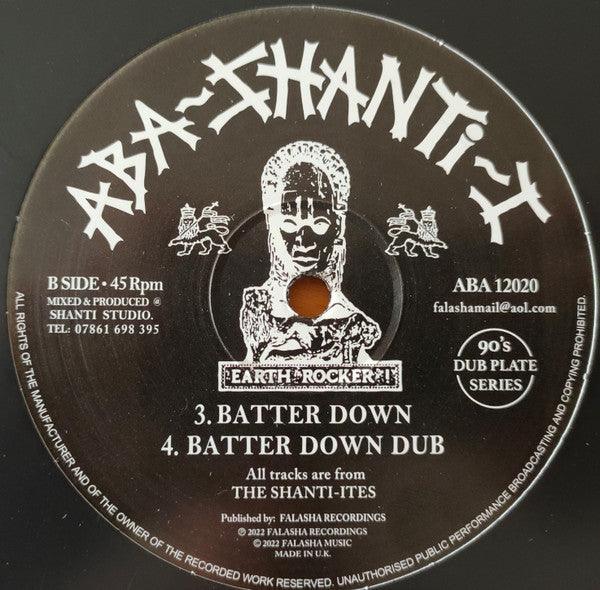 ABA-SHANTi-I
B SIDE • 45 Rpm
MIXED & PRODUCED @
SHANTI STUDIO.
TEL: 07861 698 395
ABA 12020
falashamail@aol.com
90's
DUB PLATE
SERIES
EARTH ROCKER!
3. BATTER DOWN
4. BATTER DOWN DUB
All tracks are from
THE SHANTI-ITES
Published by: FALASHA RECORDINGS
℗ 2022 FALASHA RECORDINGS
© 2022 FALASHA MUSIC
MADE IN U.K.
ALL RIGHTS OF THE MANUFACTURER AND OF THE OWNER OF THE RECORDED WORK RESERVED. UNAUTHORISED PUBLIC PERFORMANCE BROADCASTING AND COPYING PROHIBITED.